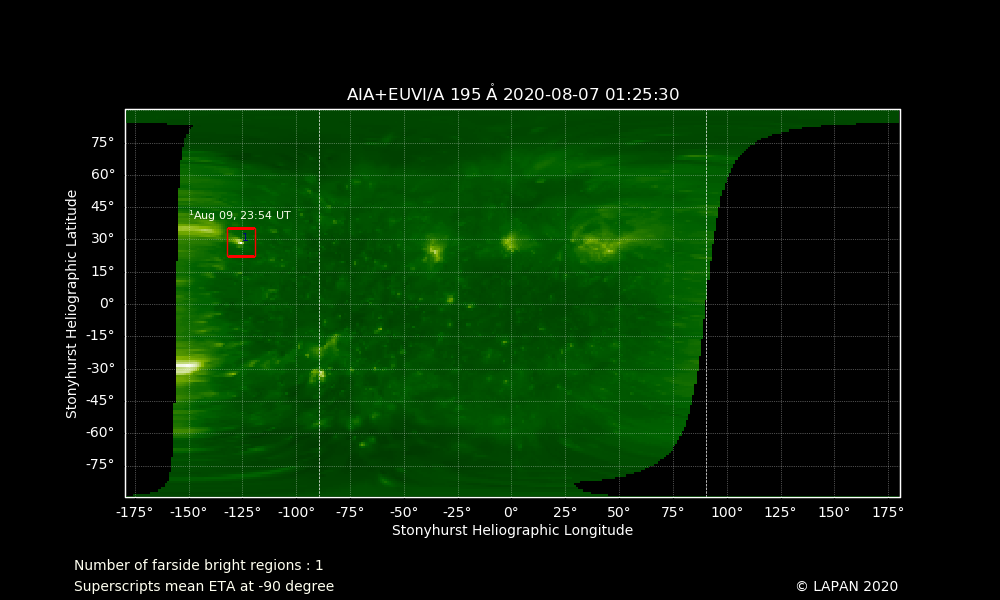 AIA+EUVI/A 195 Å 2020-08-07 01:25:30
Stonyhurst Heliographic Latitude
75°
60°
45°
30°
15°
0°
-15°
-30°
-45°
-60°
-75°
¹Aug 09, 23:54 UT
1
-175° -150° -125° -100° -75° -50° -25° 0° 25° 50° 75° 100° 125° 150° 175°
Stonyhurst Heliographic Longitude
Number of farside bright regions : 1
Superscripts mean ETA at -90 degree
© LAPAN 2020